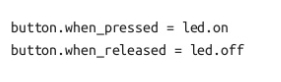 button.when_pressed = led.on
button.when_released = led.off